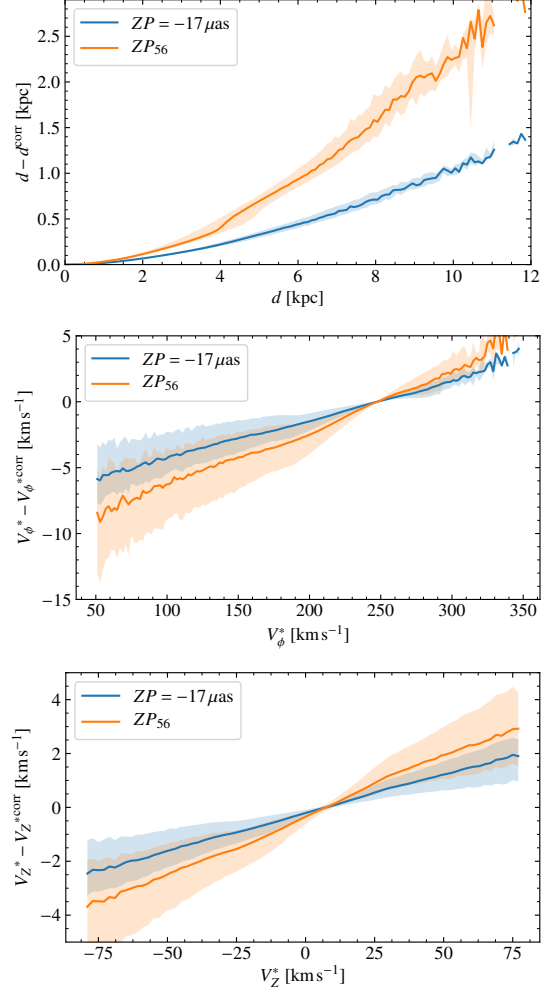 2.5
2.0
1.5
1.0
0.5
0.0
d − d^corr [kpc]
ZP = −17 μas
ZP₅₆
0 2 4 6 8 10 12
d [kpc]
5
0
−5
−10
−15
V_ϕ^* − V_ϕ^*corr [km s⁻¹]
ZP = −17 μas
ZP₅₆
50 100 150 200 250 300 350
V_ϕ^* [km s⁻¹]
4
2
0
−2
−4
V_Z^* − V_Z^*corr [km s⁻¹]
ZP = −17 μas
ZP₅₆
−75 −50 −25 0 25 50 75
V_Z^* [km s⁻¹]